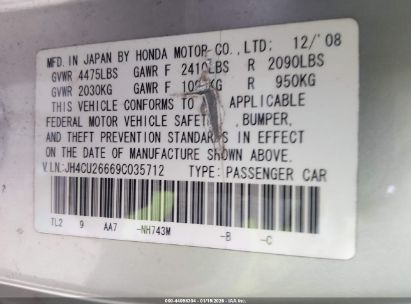 MFD. IN JAPAN BY HONDA MOTOR CO., LTD: 12/'08
GVWR 4475LBS GAWR F 2410LBS R 2090LBS
GVWR 2030KG GAWR F KG R 950KG
THIS VEHICLE CONFORMS TO APPLICABLE
FEDERAL MOTOR VEHICLE SAFETY, BUMPER,
AND THEFT PREVENTION STANDARDS IN EFFECT
ON THE DATE OF MANUFACTURE SHOWN ABOVE.
V.I.N.:JH4CU26669C035712 TYPE: PASSENGER CAR
TL2 9 AA7 -NH743M -B -C